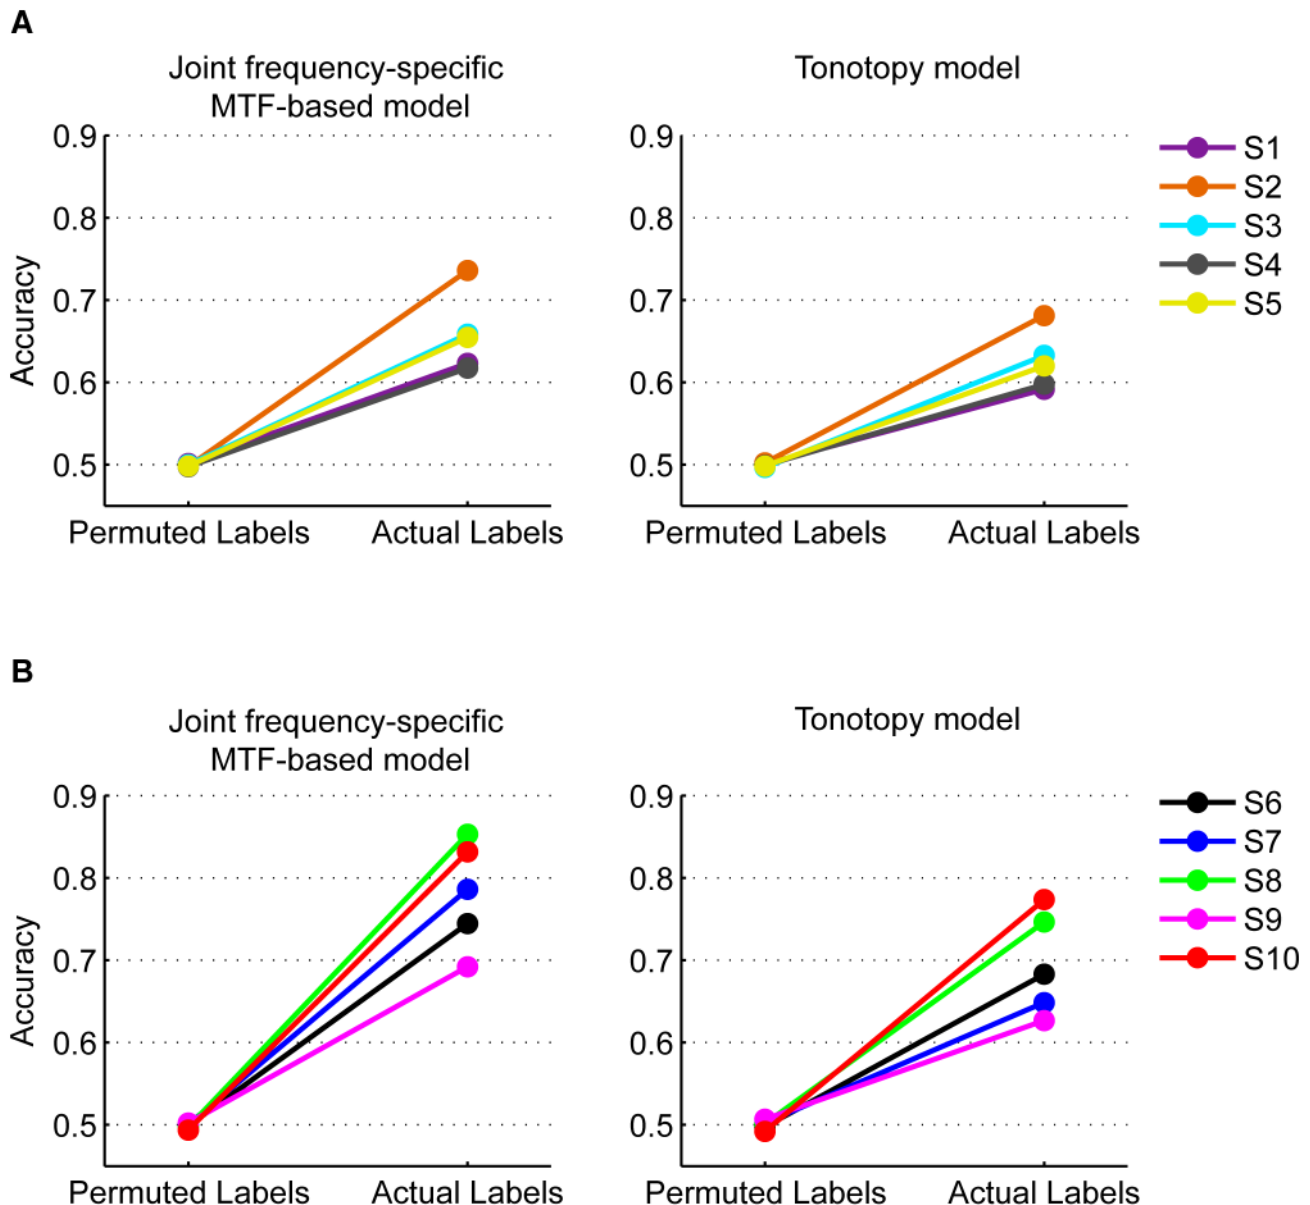 A
Joint frequency-specific
MTF-based model
Tonotopy model
0.9
0.8
0.7
0.6
0.5
Accuracy
Permuted Labels
Actual Labels
0.9
0.8
0.7
0.6
0.5
Permuted Labels
Actual Labels
S1
S2
S3
S4
S5
B
Joint frequency-specific
MTF-based model
Tonotopy model
0.9
0.8
0.7
0.6
0.5
Accuracy
Permuted Labels
Actual Labels
0.9
0.8
0.7
0.6
0.5
Permuted Labels
Actual Labels
S6
S7
S8
S9
S10